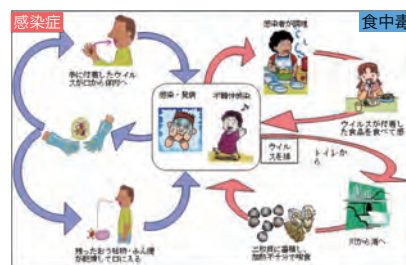 感染症
食中毒
感染者が調理
手に付着したウイル
スが口から体内へ
感染・発病
不顕性感染
ウイルスが付着し
た食品を食べて感
ウイル
スを排
トイレか
ら
残ったおう吐物・ふん便
が乾燥して口に入る
二枚貝に蓄積し、
加熱不十分で喫食
川から海へ